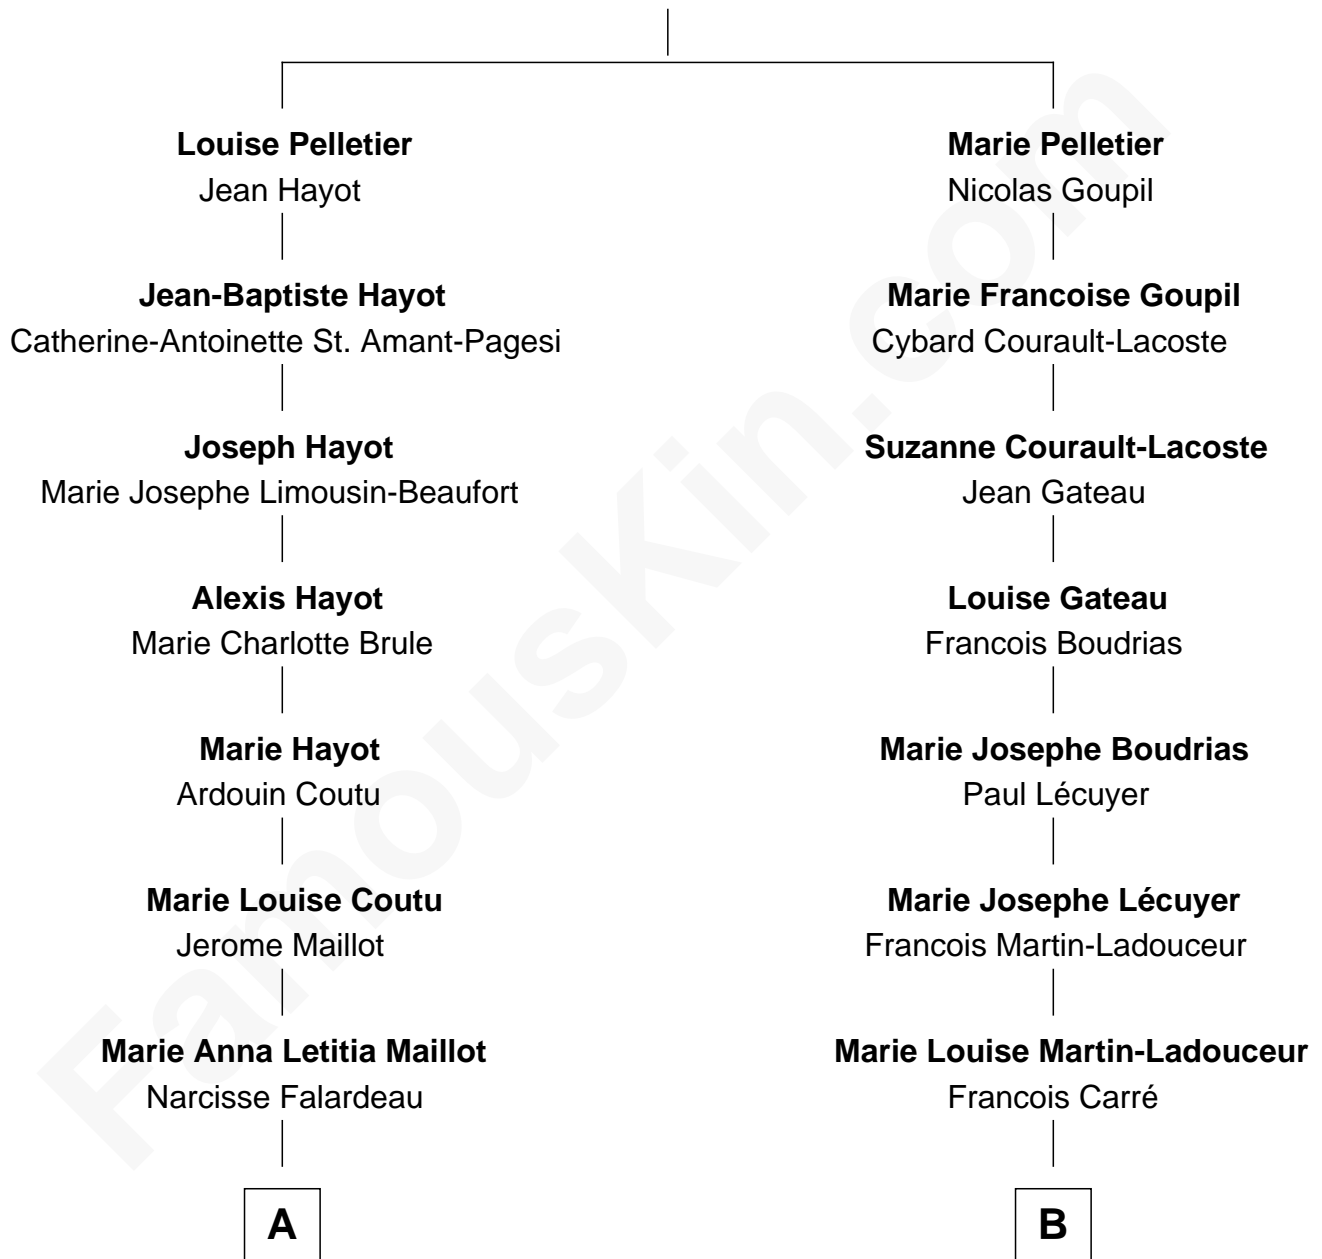 Louise Pelletier
Jean Hayot
Jean-Baptiste Hayot
Catherine-Antoinette St. Amant-Pagesi
Joseph Hayot
Marie Josephe Limousin-Beaufort
Alexis Hayot
Marie Charlotte Brule
Marie Hayot
Ardouin Coutu
Marie Louise Coutu
Jerome Maillot
Marie Anna Letitia Maillot
Narcisse Falardeau
A
Marie Pelletier
Nicolas Goupil
Marie Francoise Goupil
Cybard Courault-Lacoste
Suzanne Courault-Lacoste
Jean Gateau
Louise Gateau
Francois Boudrias
Marie Josephe Boudrias
Paul Lécuyer
Marie Josephe Lécuyer
Francois Martin-Ladouceur
Marie Louise Martin-Ladouceur
Francois Carré
B
FamousKin.com